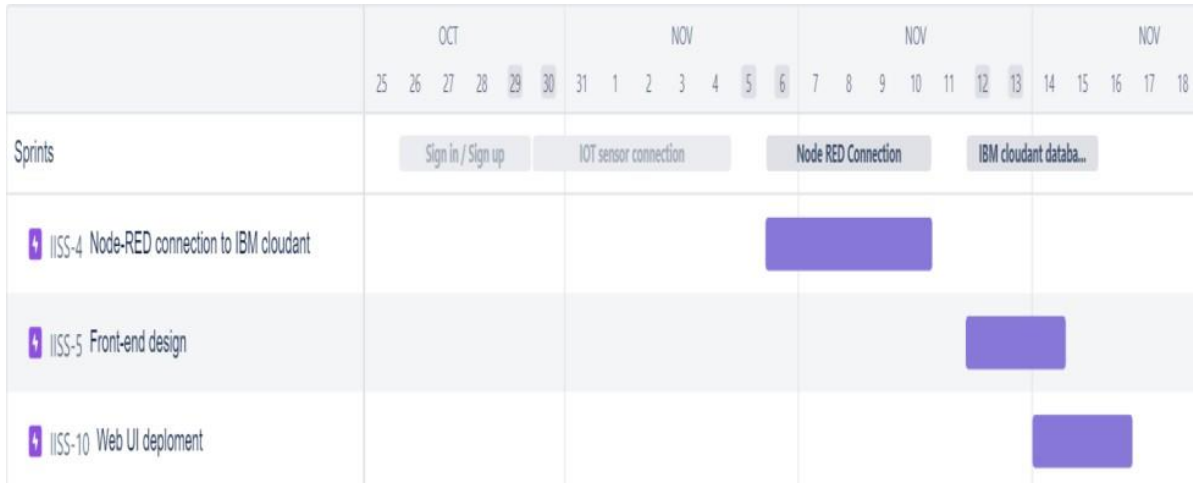 OCT NOV NOV NOV
25 26 27 28 29 30 31 1 2 3 4 5 6 7 8 9 10 11 12 13 14 15 16 17 18
Sprints Sign in / Sign up IOT sensor connection Node RED Connection IBM cloudant databa...
IISS-4 Node-RED connection to IBM cloudant
IISS-5 Front-end design
IISS-10 Web UI deploment